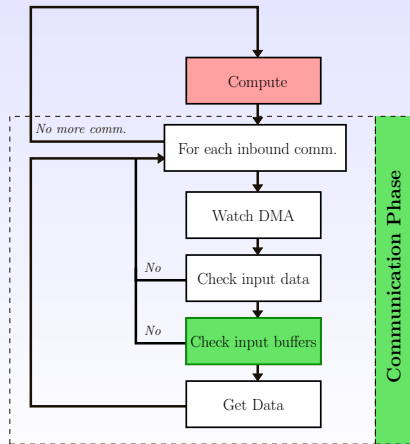 Compute
No more comm.
For each inbound comm.
Watch DMA
No
Check input data
No
Check input buffers
Get Data
Communication Phase